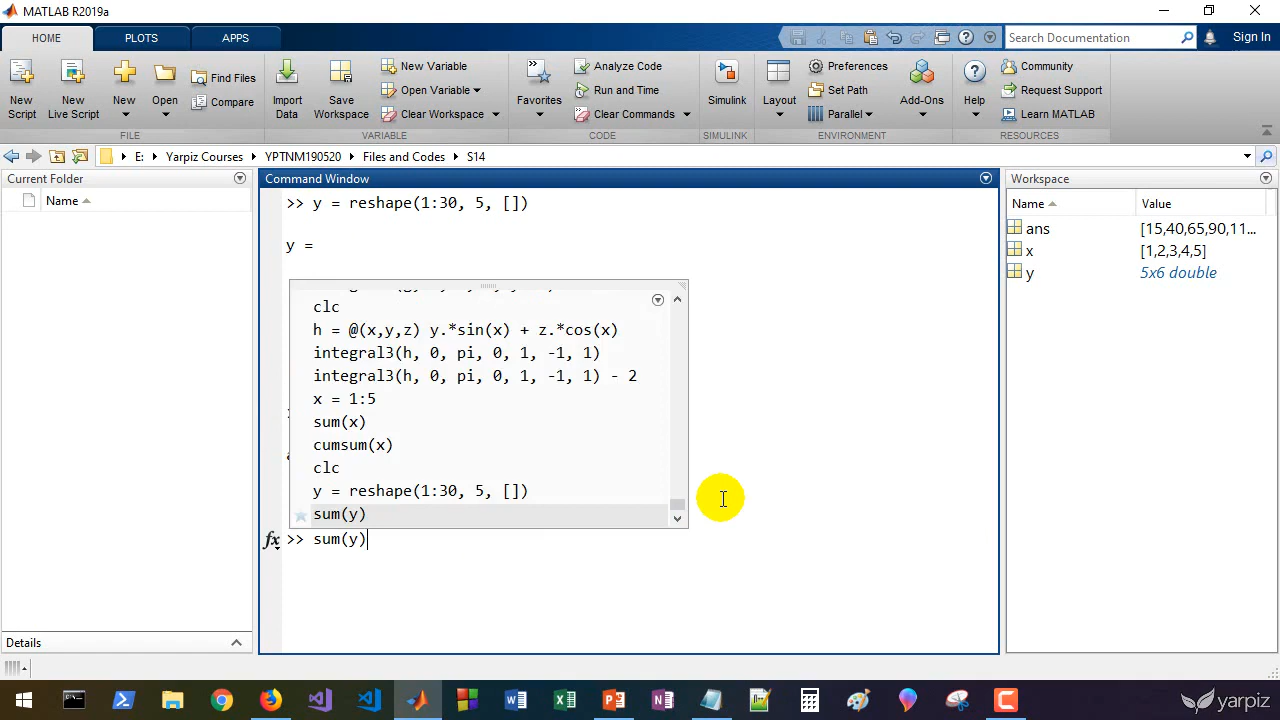 MATLAB R2019a
HOME PLOTS APPS Search Documentation Sign In
New Script
New Live Script
New
Open
Find Files
Compare
FILE
Import Data
Save Workspace
New Variable
Open Variable
Clear Workspace
VARIABLE
Favorites
Analyze Code
Run and Time
Clear Commands
CODE
Simulink
SIMULINK
Layout
Preferences
Set Path
Parallel
Add-Ons
ENVIRONMENT
Help
Community
Request Support
Learn MATLAB
RESOURCES
E: Yarpiz Courses YPTNM190520 Files and Codes S14
Current Folder
Name
Details
Command Window
>> y = reshape(1:30, 5, [])
y =
clc
h = @(x,y,z) y.*sin(x) + z.*cos(x)
integral3(h, 0, pi, 0, 1, -1, 1)
integral3(h, 0, pi, 0, 1, -1, 1) - 2
x = 1:5
sum(x)
cumsum(x)
clc
y = reshape(1:30, 5, [])
sum(y)
fx >> sum(y)
Workspace
Name Value
ans [15,40,65,90,11...
x [1,2,3,4,5]
y 5x6 double
yarpiz